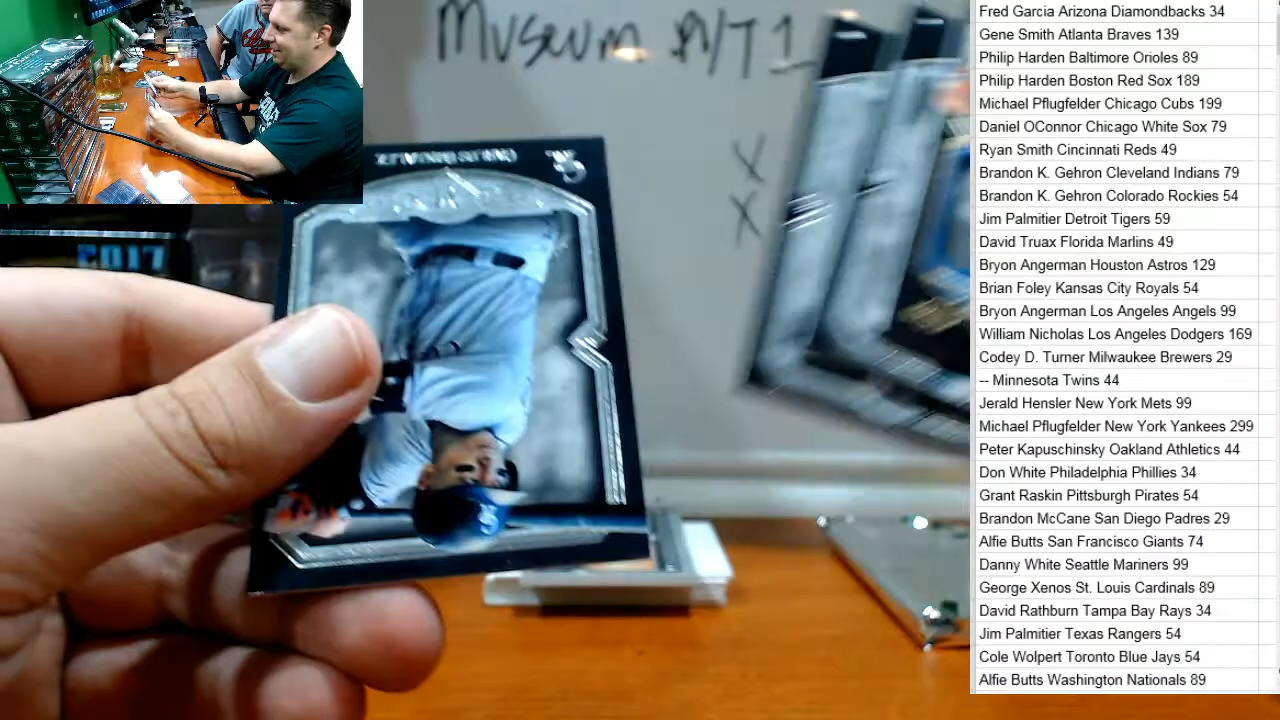 Museum P/T 1
X
X
2017
CAL RIPKEN JR.
Fred Garcia Arizona Diamondbacks 34
Gene Smith Atlanta Braves 139
Philip Harden Baltimore Orioles 89
Philip Harden Boston Red Sox 189
Michael Pflugfelder Chicago Cubs 199
Daniel OConnor Chicago White Sox 79
Ryan Smith Cincinnati Reds 49
Brandon K. Gehron Cleveland Indians 79
Brandon K. Gehron Colorado Rockies 54
Jim Palmitier Detroit Tigers 59
David Truax Florida Marlins 49
Bryon Angerman Houston Astros 129
Brian Foley Kansas City Royals 54
Bryon Angerman Los Angeles Angels 99
William Nicholas Los Angeles Dodgers 169
Codey D. Turner Milwaukee Brewers 29
-- Minnesota Twins 44
Jerald Hensler New York Mets 99
Michael Pflugfelder New York Yankees 299
Peter Kapuschinsky Oakland Athletics 44
Don White Philadelphia Phillies 34
Grant Raskin Pittsburgh Pirates 54
Brandon McCane San Diego Padres 29
Alfie Butts San Francisco Giants 74
Danny White Seattle Mariners 99
George Xenos St. Louis Cardinals 89
David Rathburn Tampa Bay Rays 34
Jim Palmitier Texas Rangers 54
Cole Wolpert Toronto Blue Jays 54
Alfie Butts Washington Nationals 89